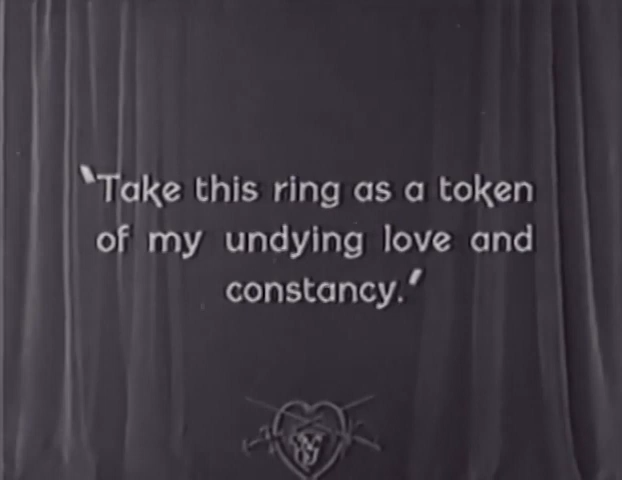 'Take this ring as a token
of my undying love and
constancy.'